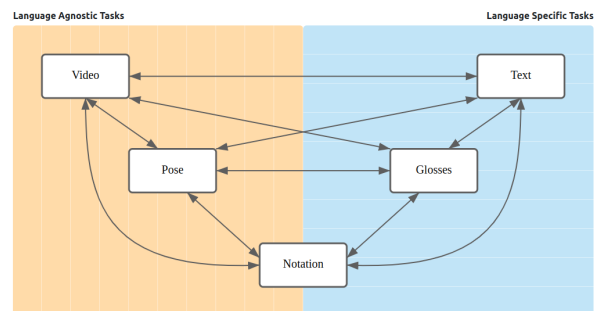 Language Agnostic Tasks
Language Specific Tasks
Video
Text
Pose
Glosses
Notation